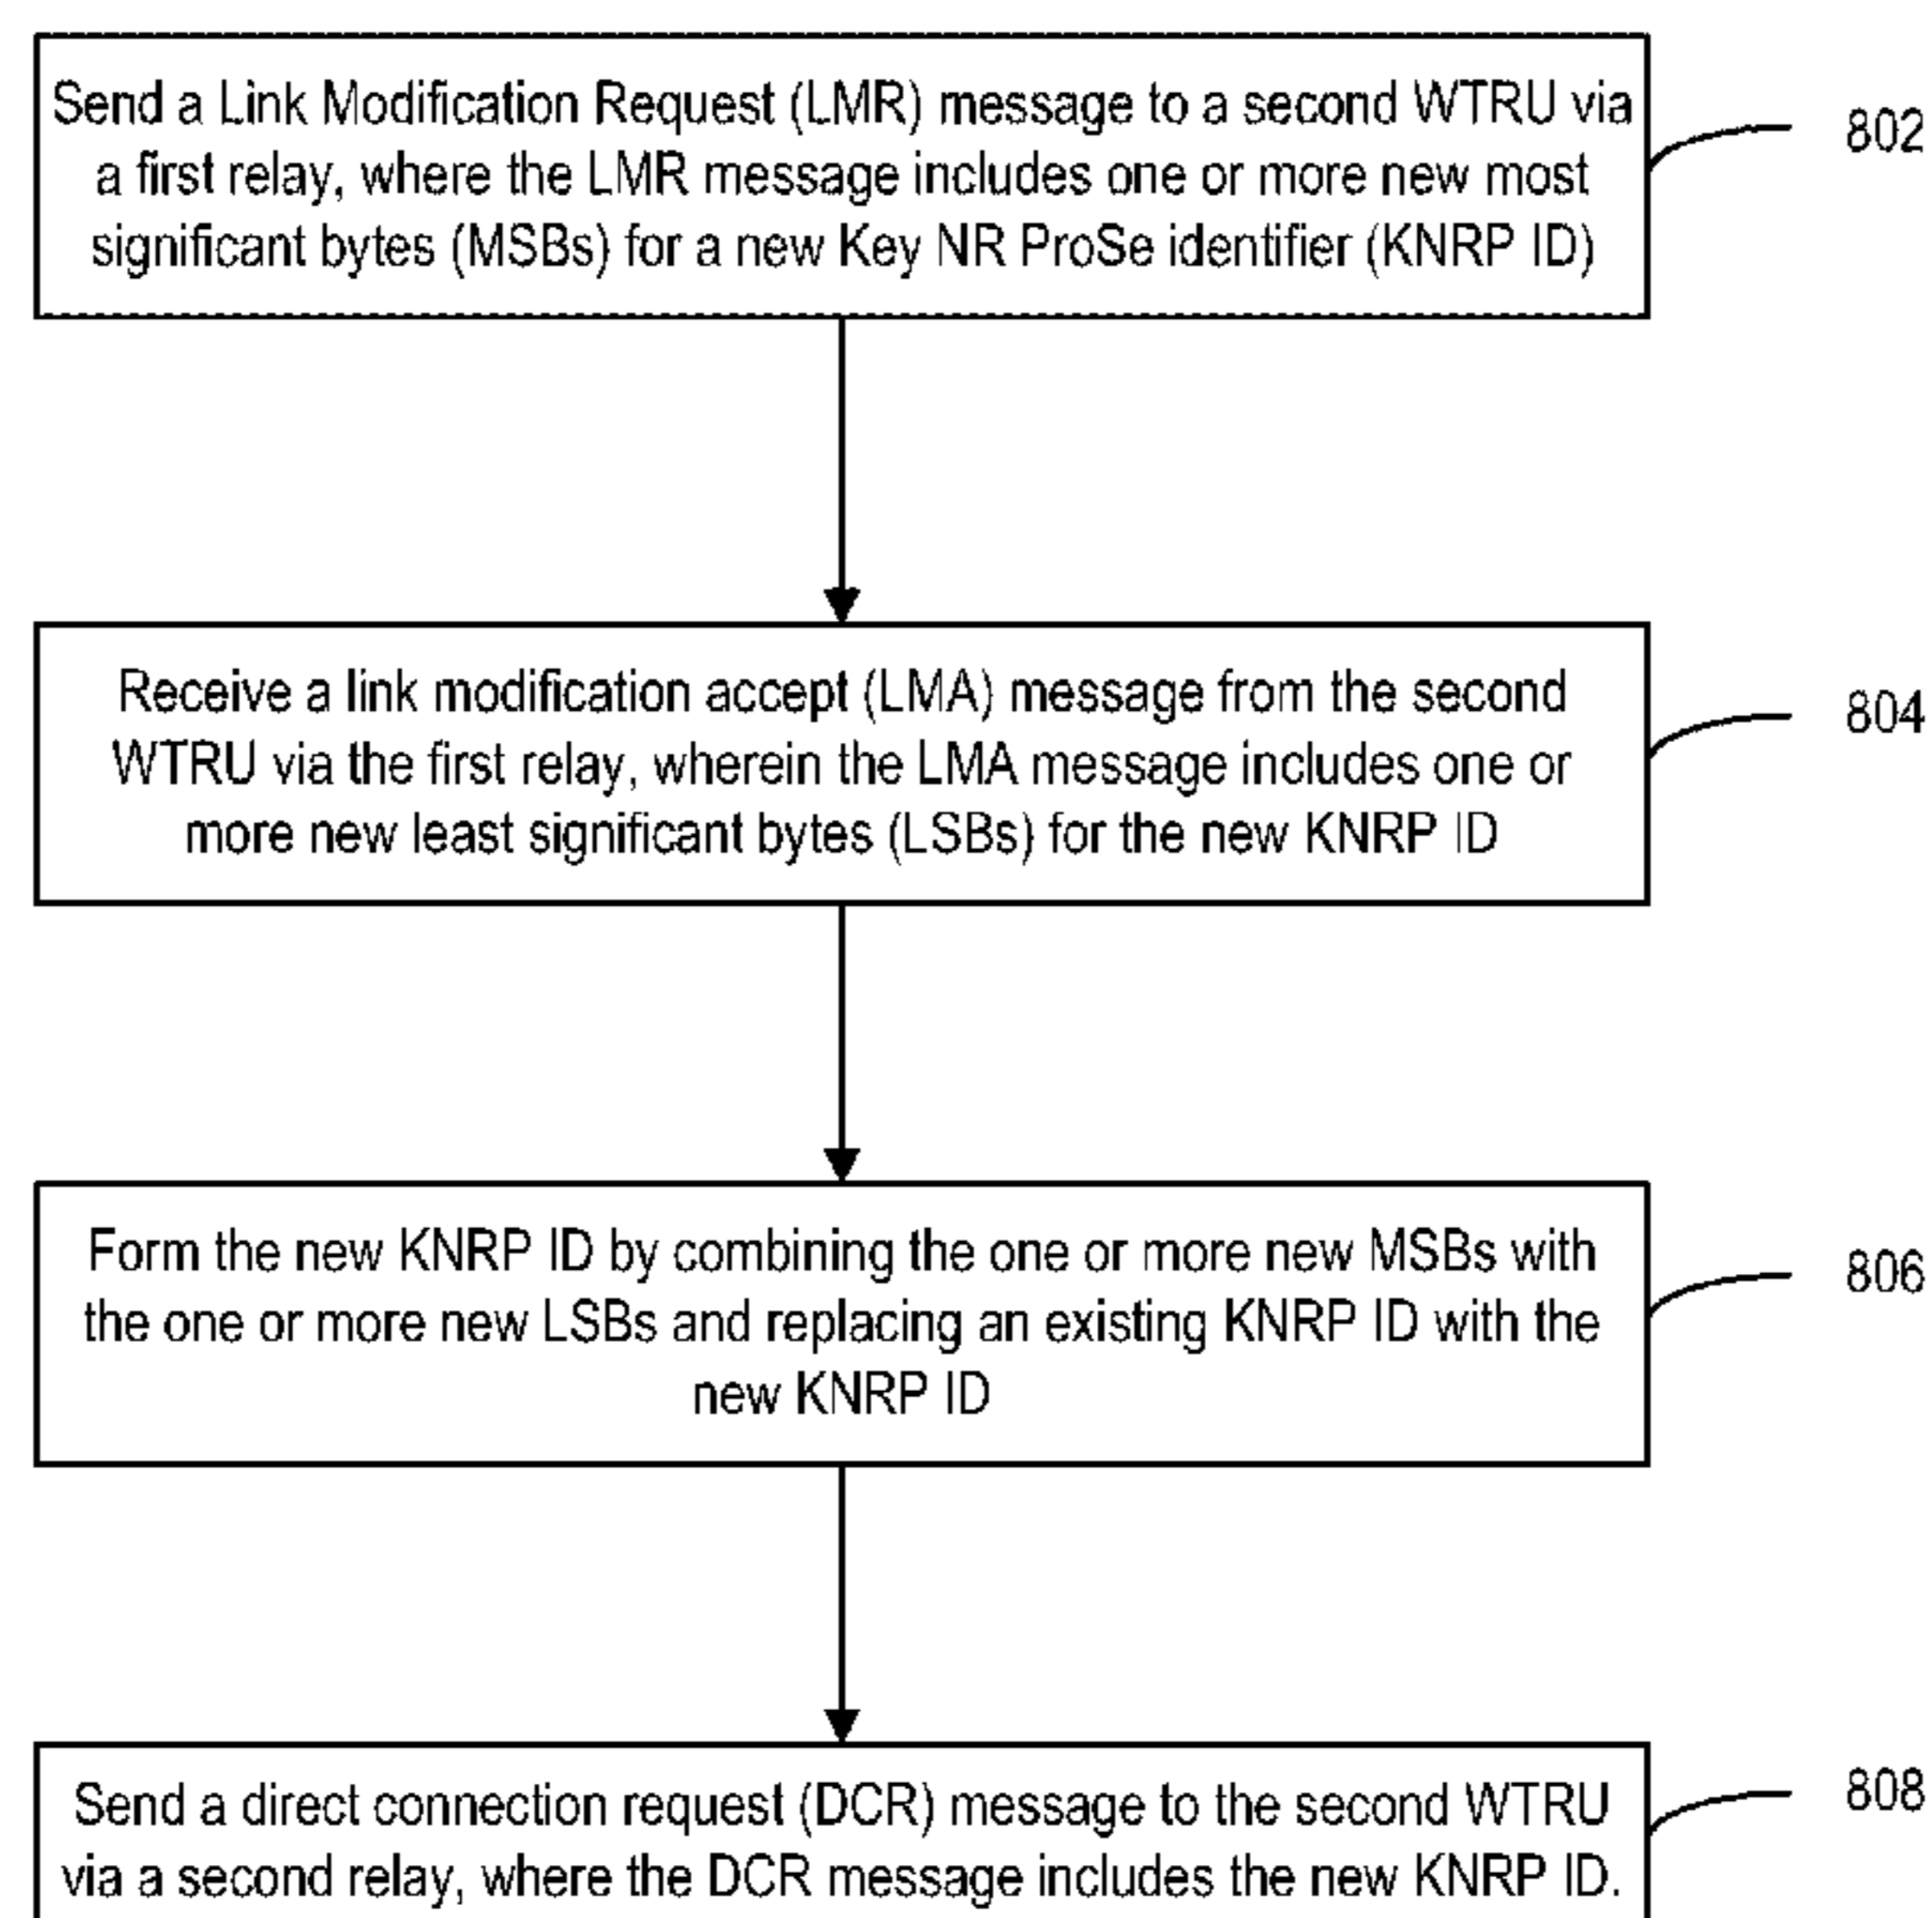 Send a Link Modification Request (LMR) message to a second WTRU via
a first relay, where the LMR message includes one or more new most
significant bytes (MSBs) for a new Key NR ProSe identifier (KNRP ID)
802
Receive a link modification accept (LMA) message from the second
WTRU via the first relay, wherein the LMA message includes one or
more new least significant bytes (LSBs) for the new KNRP ID
804
Form the new KNRP ID by combining the one or more new MSBs with
the one or more new LSBs and replacing an existing KNRP ID with the
new KNRP ID
806
Send a direct connection request (DCR) message to the second WTRU
via a second relay, where the DCR message includes the new KNRP ID.
808